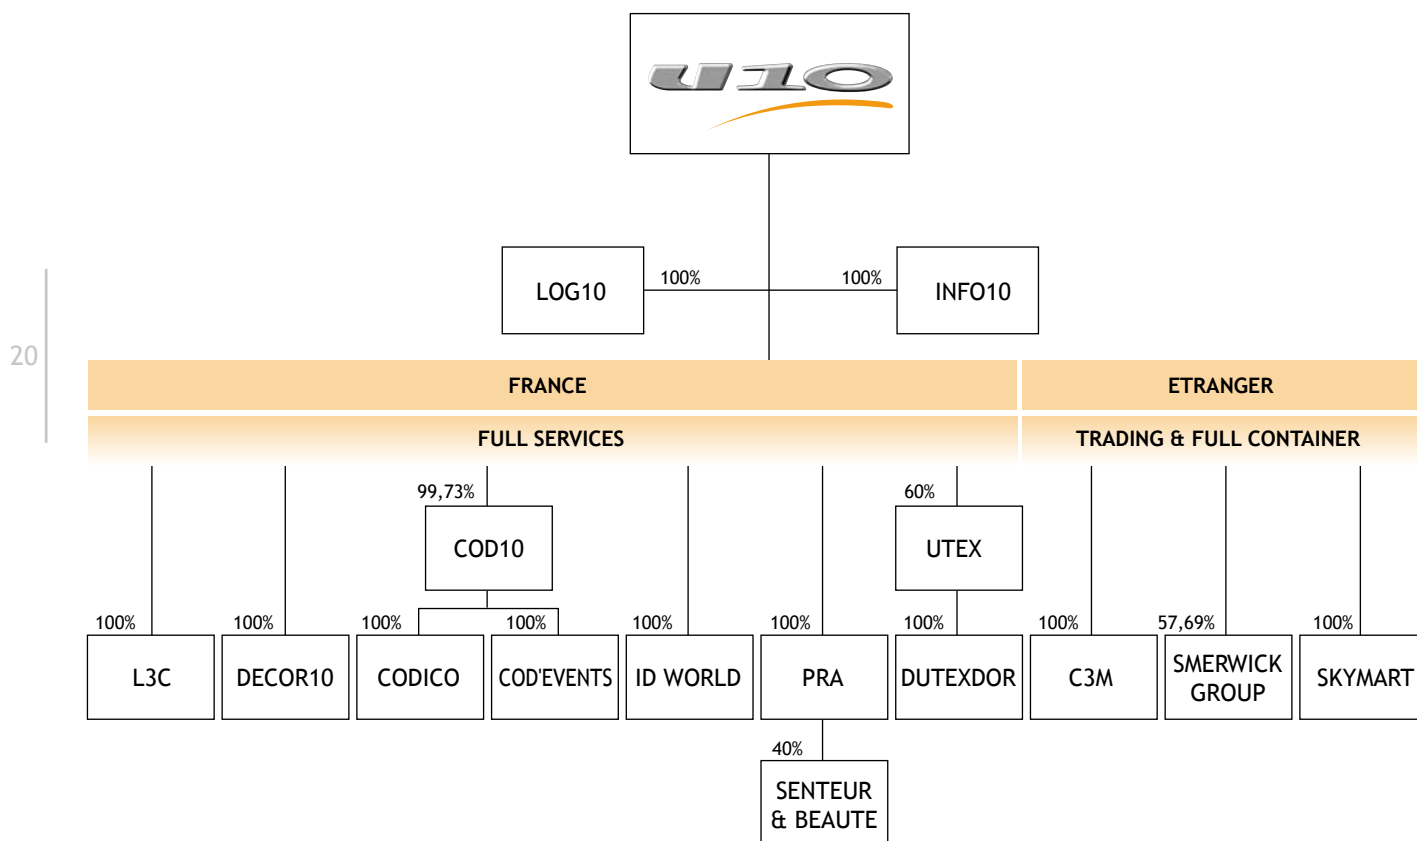 U10
LOG10
100%
100%
INFO10
20
FRANCE
ETRANGER
FULL SERVICES
TRADING & FULL CONTAINER
99,73%
60%
COD10
UTEX
100%
100%
100%
100%
100%
100%
100%
100%
57,69%
100%
L3C
DECOR10
CODICO
COD'EVENTS
ID WORLD
PRA
DUTEXDOR
C3M
SMERWICK
GROUP
SKYMART
40%
SENTEUR
& BEAUTE